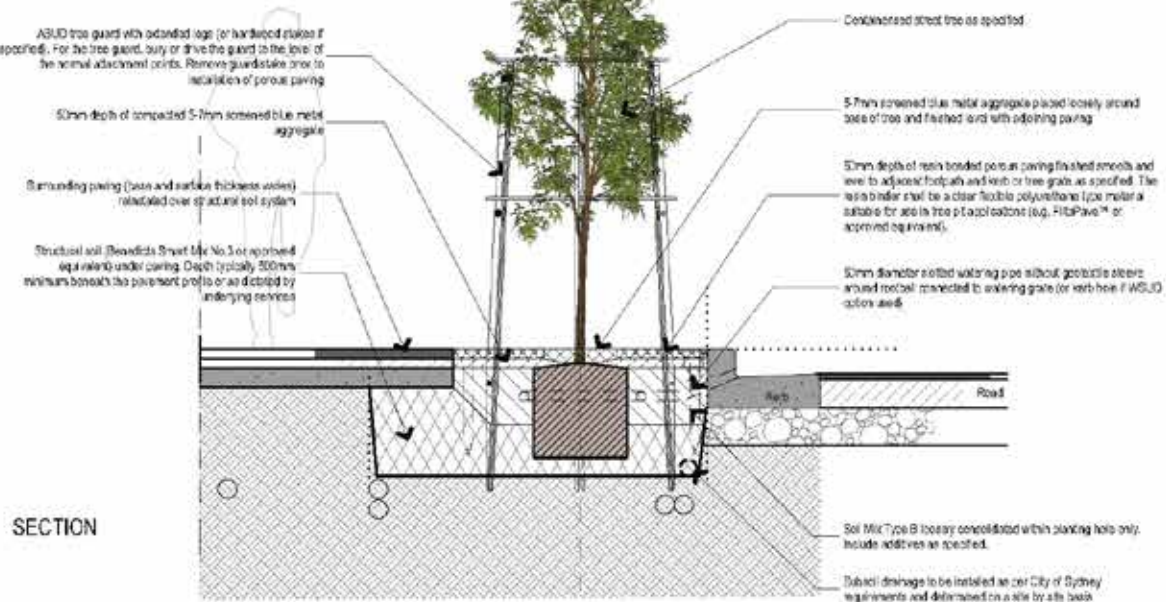 ASUD tree guard with extended legs (or hardwood stakes if
specified). For the tree guard, bury or drive the guard to the level of
the normal attachment points. Remove guard/stake prior to
installation of porous paving
50mm depth of compacted 5-7mm screened blue metal
aggregate
Surrounding paving (base and surface thickness varies)
reinstated over structural soil system
Structural soil (Benedicts Smart Mix No.3 or approved
equivalent) under paving. Depth typically 600mm
minimum beneath the pavement profile or as dictated by
underlying services
Containerised street tree as specified
5-7mm screened blue metal aggregate placed loosely around
base of tree and finished level with adjoining paving
50mm depth of resin bonded porous paving finished smooth and
level to adjacent footpath and kerb or tree grate as specified. The
resin binder shall be a clear flexible polyurethane type material
suitable for use in tree pit applications (e.g. FiltaPave™ or
approved equivalent).
50mm diameter slotted watering pipe without geotextile sleeve
around rootball connected to watering grate (or kerb hole if WSUD
option used)
Kerb
Road
Soil Mix Type B loosely consolidated within planting hole only.
Include additives as specified.
Subsoil drainage to be installed as per City of Sydney
requirements and determined on a site by site basis
SECTION